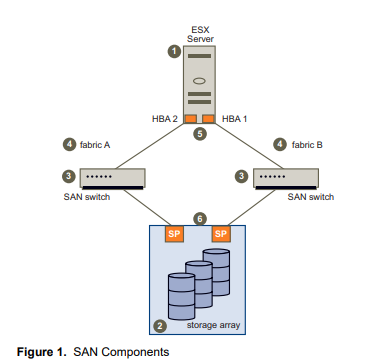 ESX
Server
1
HBA 2
HBA 1
5
4 fabric A
4 fabric B
3
3
SAN switch
SAN switch
6
SP
SP
2
storage array
Figure 1. SAN Components